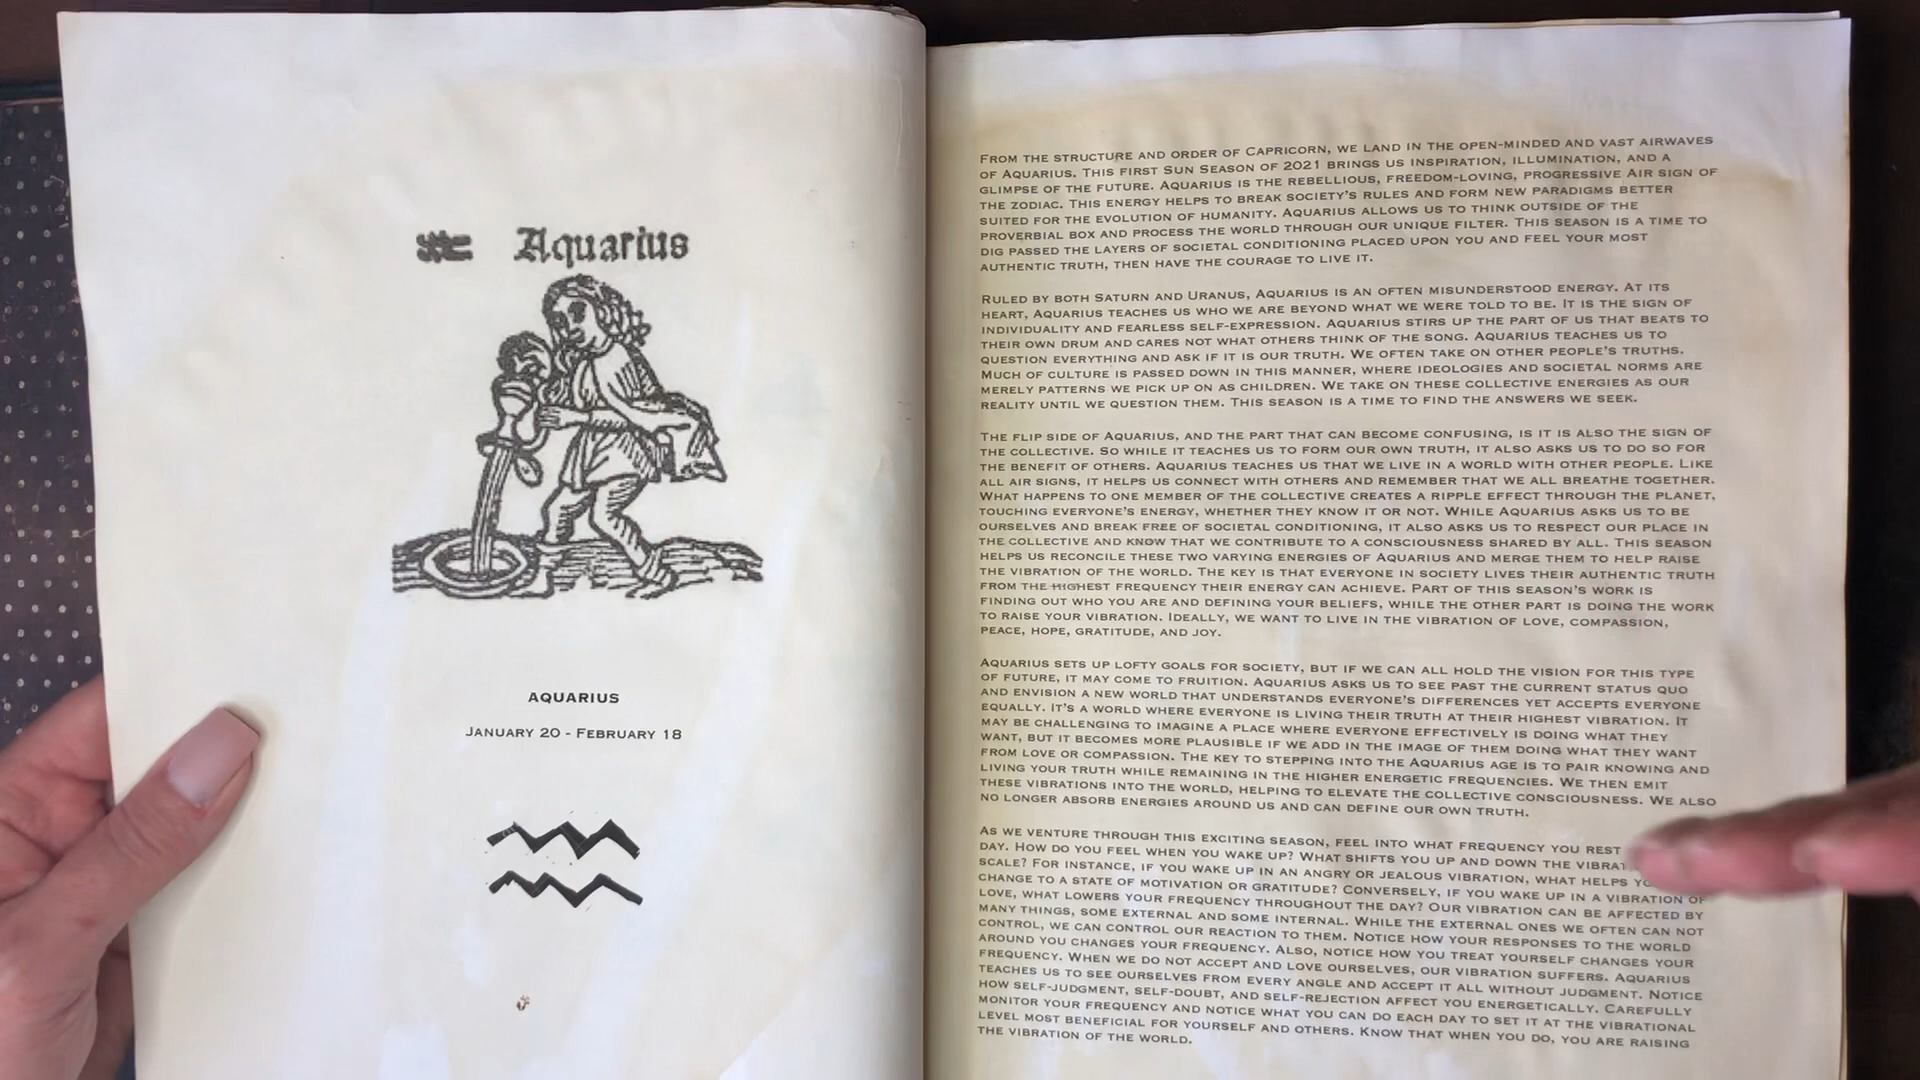 Aquarius
AQUARIUS
JANUARY 20 - FEBRUARY 18
FROM THE STRUCTURE AND ORDER OF CAPRICORN, WE LAND IN THE OPEN-MINDED AND VAST AIRWAVES
OF AQUARIUS. THIS FIRST SUN SEASON OF 2021 BRINGS US INSPIRATION, ILLUMINATION, AND A
GLIMPSE OF THE FUTURE. AQUARIUS IS THE REBELLIOUS, FREEDOM-LOVING, PROGRESSIVE AIR SIGN OF
THE ZODIAC. THIS ENERGY HELPS TO BREAK SOCIETY'S RULES AND FORM NEW PARADIGMS BETTER
SUITED FOR THE EVOLUTION OF HUMANITY. AQUARIUS ALLOWS US TO THINK OUTSIDE OF THE
PROVERBIAL BOX AND PROCESS THE WORLD THROUGH OUR UNIQUE FILTER. THIS SEASON IS A TIME TO
DIG PASSED THE LAYERS OF SOCIETAL CONDITIONING PLACED UPON YOU AND FEEL YOUR MOST
AUTHENTIC TRUTH, THEN HAVE THE COURAGE TO LIVE IT.
RULED BY BOTH SATURN AND URANUS, AQUARIUS IS AN OFTEN MISUNDERSTOOD ENERGY. AT ITS
HEART, AQUARIUS TEACHES US WHO WE ARE BEYOND WHAT WE WERE TOLD TO BE. IT IS THE SIGN OF
INDIVIDUALITY AND FEARLESS SELF-EXPRESSION. AQUARIUS STIRS UP THE PART OF US THAT BEATS TO
THEIR OWN DRUM AND CARES NOT WHAT OTHERS THINK OF THE SONG. AQUARIUS TEACHES US TO
QUESTION EVERYTHING AND ASK IF IT IS OUR TRUTH. WE OFTEN TAKE ON OTHER PEOPLE'S TRUTHS.
MUCH OF CULTURE IS PASSED DOWN IN THIS MANNER, WHERE IDEOLOGIES AND SOCIETAL NORMS ARE
MERELY PATTERNS WE PICK UP ON AS CHILDREN. WE TAKE ON THESE COLLECTIVE ENERGIES AS OUR
REALITY UNTIL WE QUESTION THEM. THIS SEASON IS A TIME TO FIND THE ANSWERS WE SEEK.
THE FLIP SIDE OF AQUARIUS, AND THE PART THAT CAN BECOME CONFUSING, IS IT IS ALSO THE SIGN OF
THE COLLECTIVE. SO WHILE IT TEACHES US TO FORM OUR OWN TRUTH, IT ALSO ASKS US TO DO SO FOR
THE BENEFIT OF OTHERS. AQUARIUS TEACHES US THAT WE LIVE IN A WORLD WITH OTHER PEOPLE. LIKE
ALL AIR SIGNS, IT HELPS US CONNECT WITH OTHERS AND REMEMBER THAT WE ALL BREATHE TOGETHER.
WHAT HAPPENS TO ONE MEMBER OF THE COLLECTIVE CREATES A RIPPLE EFFECT THROUGH THE PLANET,
TOUCHING EVERYONE'S ENERGY, WHETHER THEY KNOW IT OR NOT. WHILE AQUARIUS ASKS US TO BE
OURSELVES AND BREAK FREE OF SOCIETAL CONDITIONING, IT ALSO ASKS US TO RESPECT OUR PLACE IN
THE COLLECTIVE AND KNOW THAT WE CONTRIBUTE TO A CONSCIOUSNESS SHARED BY ALL. THIS SEASON
HELPS US RECONCILE THESE TWO VARYING ENERGIES OF AQUARIUS AND MERGE THEM TO HELP RAISE
THE VIBRATION OF THE WORLD. THE KEY IS THAT EVERYONE IN SOCIETY LIVES THEIR AUTHENTIC TRUTH
FROM THE HIGHEST FREQUENCY THEIR ENERGY CAN ACHIEVE. PART OF THIS SEASON'S WORK IS
FINDING OUT WHO YOU ARE AND DEFINING YOUR BELIEFS, WHILE THE OTHER PART IS DOING THE WORK
TO RAISE YOUR VIBRATION. IDEALLY, WE WANT TO LIVE IN THE VIBRATION OF LOVE, COMPASSION,
PEACE, HOPE, GRATITUDE, AND JOY.
AQUARIUS SETS UP LOFTY GOALS FOR SOCIETY, BUT IF WE CAN ALL HOLD THE VISION FOR THIS TYPE
OF FUTURE, IT MAY COME TO FRUITION. AQUARIUS ASKS US TO SEE PAST THE CURRENT STATUS QUO
AND ENVISION A NEW WORLD THAT UNDERSTANDS EVERYONE'S DIFFERENCES YET ACCEPTS EVERYONE
EQUALLY. IT'S A WORLD WHERE EVERYONE IS LIVING THEIR TRUTH AT THEIR HIGHEST VIBRATION. IT
MAY BE CHALLENGING TO IMAGINE A PLACE WHERE EVERYONE EFFECTIVELY IS DOING WHAT THEY
WANT, BUT IT BECOMES MORE PLAUSIBLE IF WE ADD IN THE IMAGE OF THEM DOING WHAT THEY WANT
FROM LOVE OR COMPASSION. THE KEY TO STEPPING INTO THE AQUARIUS AGE IS TO PAIR KNOWING AND
LIVING YOUR TRUTH WHILE REMAINING IN THE HIGHER ENERGETIC FREQUENCIES. WE THEN EMIT
THESE VIBRATIONS INTO THE WORLD, HELPING TO ELEVATE THE COLLECTIVE CONSCIOUSNESS. WE ALSO
NO LONGER ABSORB ENERGIES AROUND US AND CAN DEFINE OUR OWN TRUTH.
AS WE VENTURE THROUGH THIS EXCITING SEASON, FEEL INTO WHAT FREQUENCY YOU REST
DAY. HOW DO YOU FEEL WHEN YOU WAKE UP? WHAT SHIFTS YOU UP AND DOWN THE
SCALE? FOR INSTANCE, IF YOU WAKE UP IN AN ANGRY OR JEALOUS VIBRATION, WHAT HELPS
CHANGE TO A STATE OF MOTIVATION OR GRATITUDE? CONVERSELY, IF YOU WAKE UP IN A VIBRATION OF
LOVE, WHAT LOWERS YOUR FREQUENCY THROUGHOUT THE DAY? OUR VIBRATION CAN BE AFFECTED BY
MANY THINGS, SOME EXTERNAL AND SOME INTERNAL. WHILE THE EXTERNAL ONES WE OFTEN CAN NOT
CONTROL, WE CAN CONTROL OUR REACTION TO THEM. NOTICE HOW YOUR RESPONSES TO THE WORLD
AROUND YOU CHANGES YOUR FREQUENCY. ALSO, NOTICE HOW YOU TREAT YOURSELF CHANGES YOUR
FREQUENCY. WHEN WE DO NOT ACCEPT AND LOVE OURSELVES, OUR VIBRATION SUFFERS. AQUARIUS
TEACHES US TO SEE OURSELVES FROM EVERY ANGLE AND ACCEPT IT ALL WITHOUT JUDGMENT. NOTICE
HOW SELF-JUDGMENT, SELF-DOUBT, AND SELF-REJECTION AFFECT YOU ENERGETICALLY. CAREFULLY
MONITOR YOUR FREQUENCY AND NOTICE WHAT YOU CAN DO EACH DAY TO SET IT AT THE VIBRATIONAL
LEVEL MOST BENEFICIAL FOR YOURSELF AND OTHERS. KNOW THAT WHEN YOU DO, YOU ARE RAISING
THE VIBRATION OF THE WORLD.